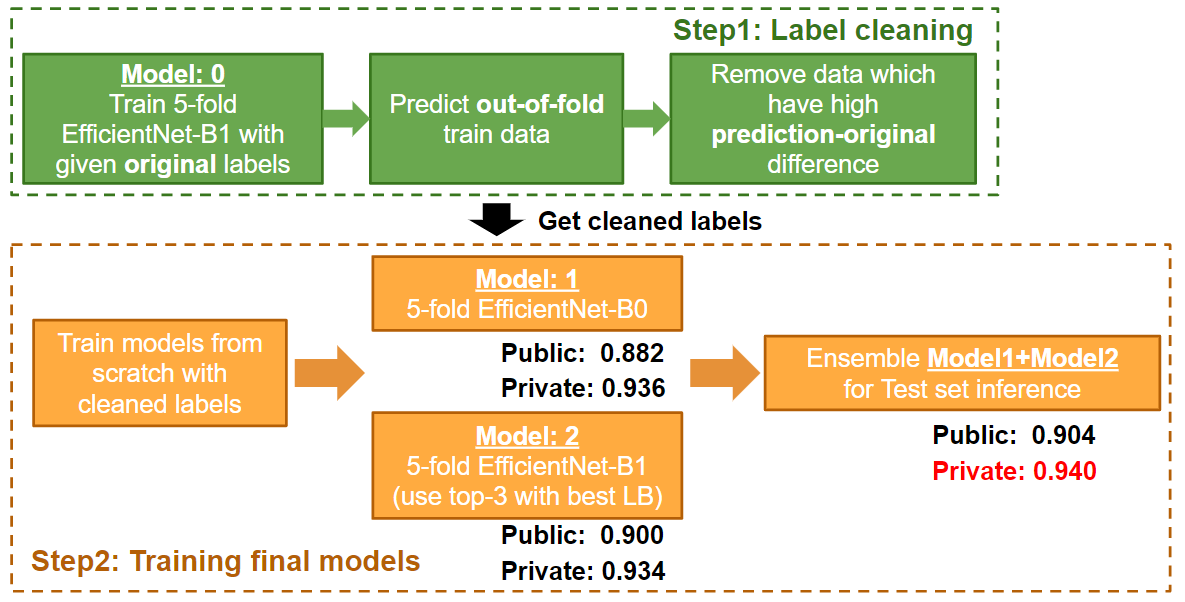 Step1: Label cleaning
Model: 0
Train 5-fold
EfficientNet-B1 with
given original labels
Predict out-of-fold
train data
Remove data which
have high
prediction-original
difference
Get cleaned labels
Train models from
scratch with
cleaned labels
Model: 1
5-fold EfficientNet-B0
Public: 0.882
Private: 0.936
Model: 2
5-fold EfficientNet-B1
(use top-3 with best LB)
Public: 0.900
Private: 0.934
Ensemble Model1+Model2
for Test set inference
Public: 0.904
Private: 0.940
Step2: Training final models